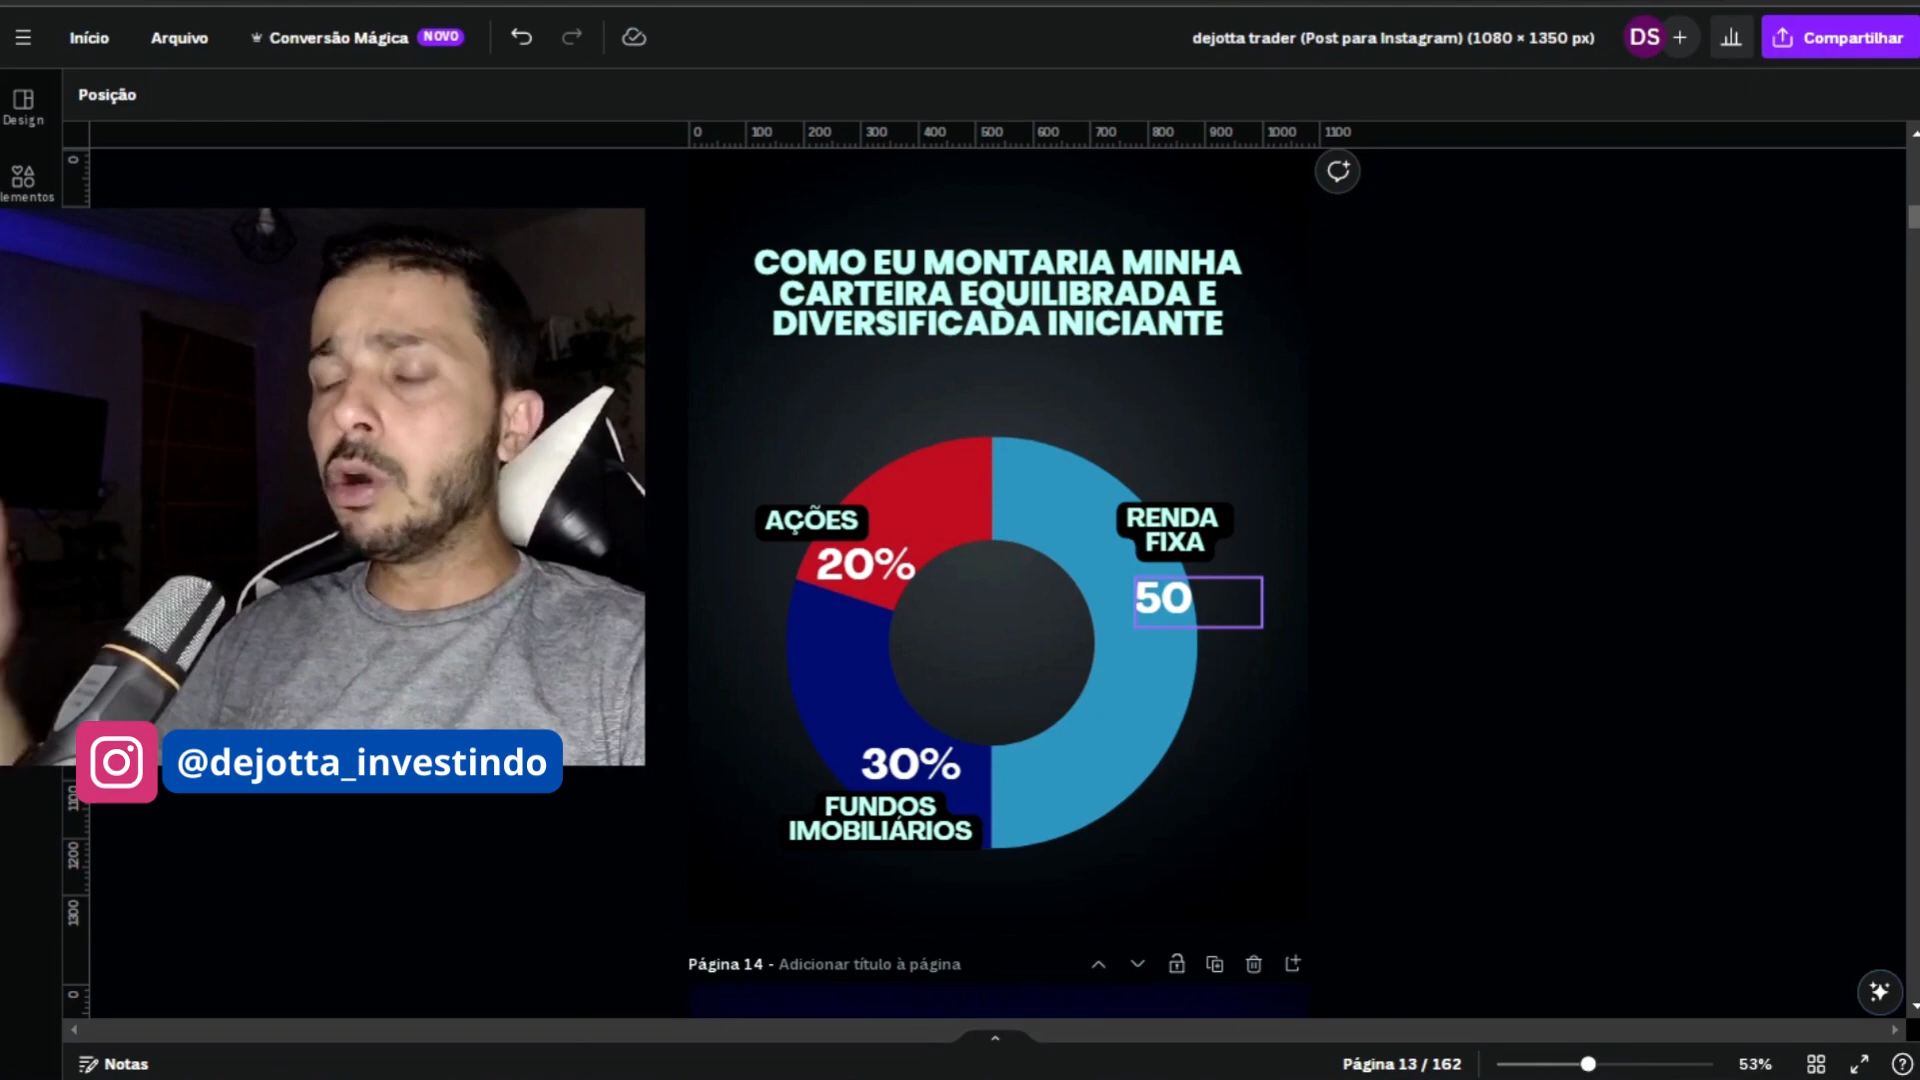 Início
Arquivo
Conversão Mágica
NOVO
dejotta trader (Post para Instagram) (1080 × 1350 px)
DS
Compartilhar
Posição
Design
lementos
0
100
200
300
400
500
600
700
800
900
1000
1100
0
COMO EU MONTARIA MINHA
CARTEIRA EQUILIBRADA E
DIVERSIFICADA INICIANTE
AÇÕES
20%
RENDA
FIXA
50
30%
FUNDOS
IMOBILIÁRIOS
@dejotta_investindo
1100
1200
1300
0
Página 14 - Adicionar título à página
Notas
Página 13 / 162
53%